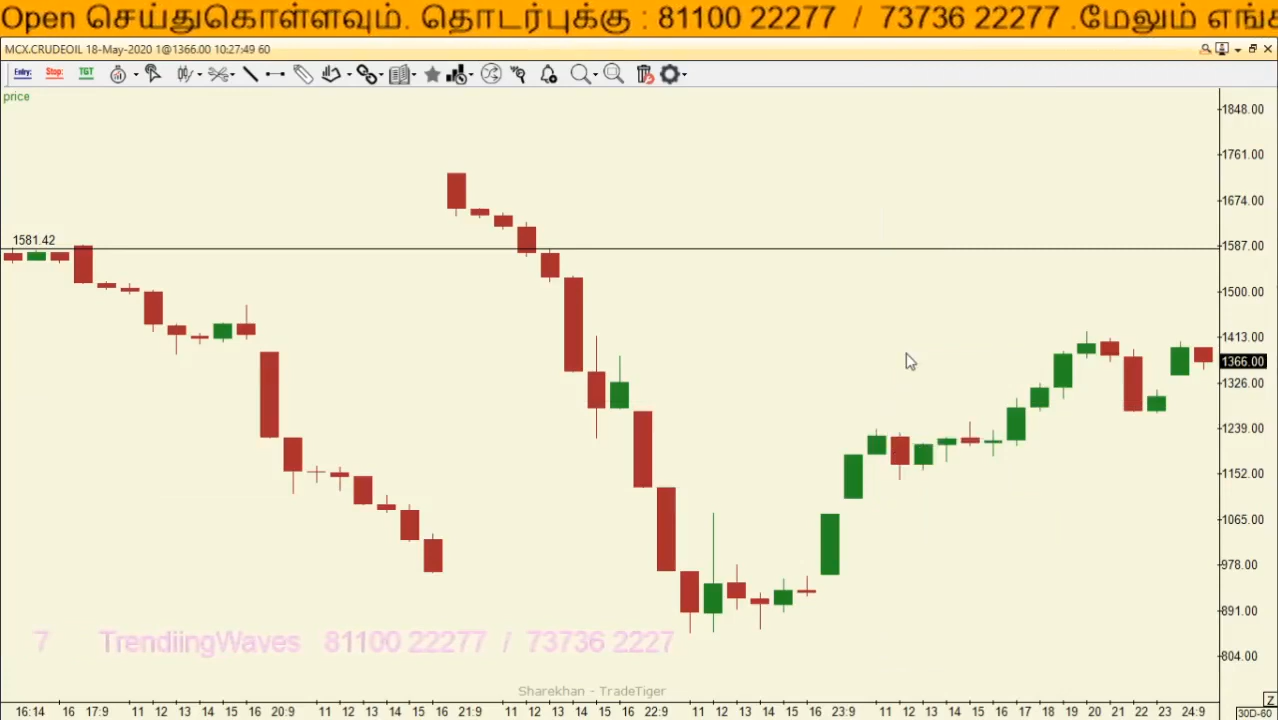 Open செய்துகொள்ளவும். தொடர்புக்கு : 81100 22277 / 73736 22277 .மேலும் எங்
MCX.CRUDEOIL 18-May-2020 1@1366.00 10:27:49 60
Entry: Stop: TGT
price
1848.00
1761.00
1674.00
1581.42
1587.00
1500.00
1413.00
1366.00
1326.00
1239.00
1152.00
1065.00
978.00
891.00
7 TrendiingWaves 81100 22277 / 73736 2227
804.00
Sharekhan - TradeTiger
Z
16:14 16 17:9 11 12 13 14 15 16 20:9 11 12 13 14 15 16 21:9 11 12 13 14 15 16 22:9 11 12 13 14 15 16 23:9 11 12 13 14 15 16 17 18 19 20 21 22 23 24:9 30D-60